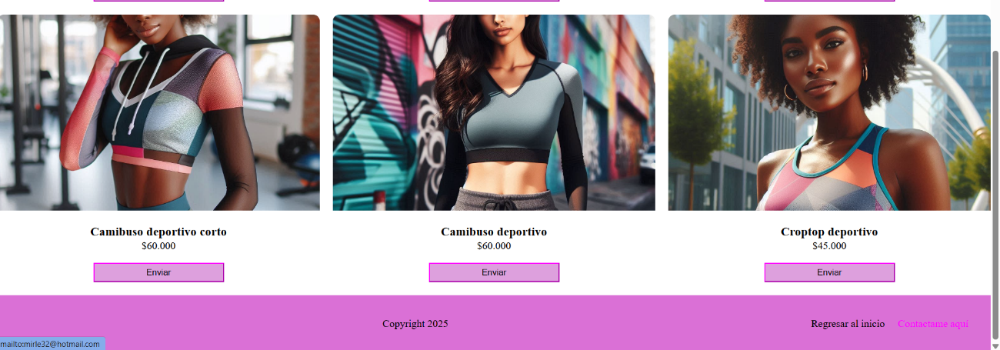 Camibuso deportivo corto
$60.000
Enviar
Camibuso deportivo
$60.000
Enviar
Croptop deportivo
$45.000
Enviar
Copyright 2025
Regresar al inicio
Contactame aqui
mailto:mirle32@hotmail.com